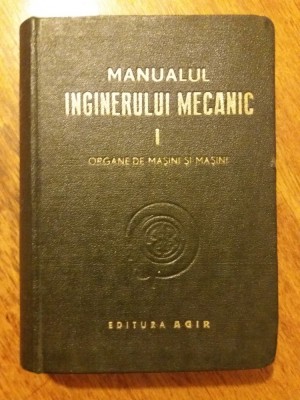 MANUALUL
INGINERULUI MECANIC
I
ORGANE DE MAȘINI ȘI MAȘINI
EDITURA AGIR